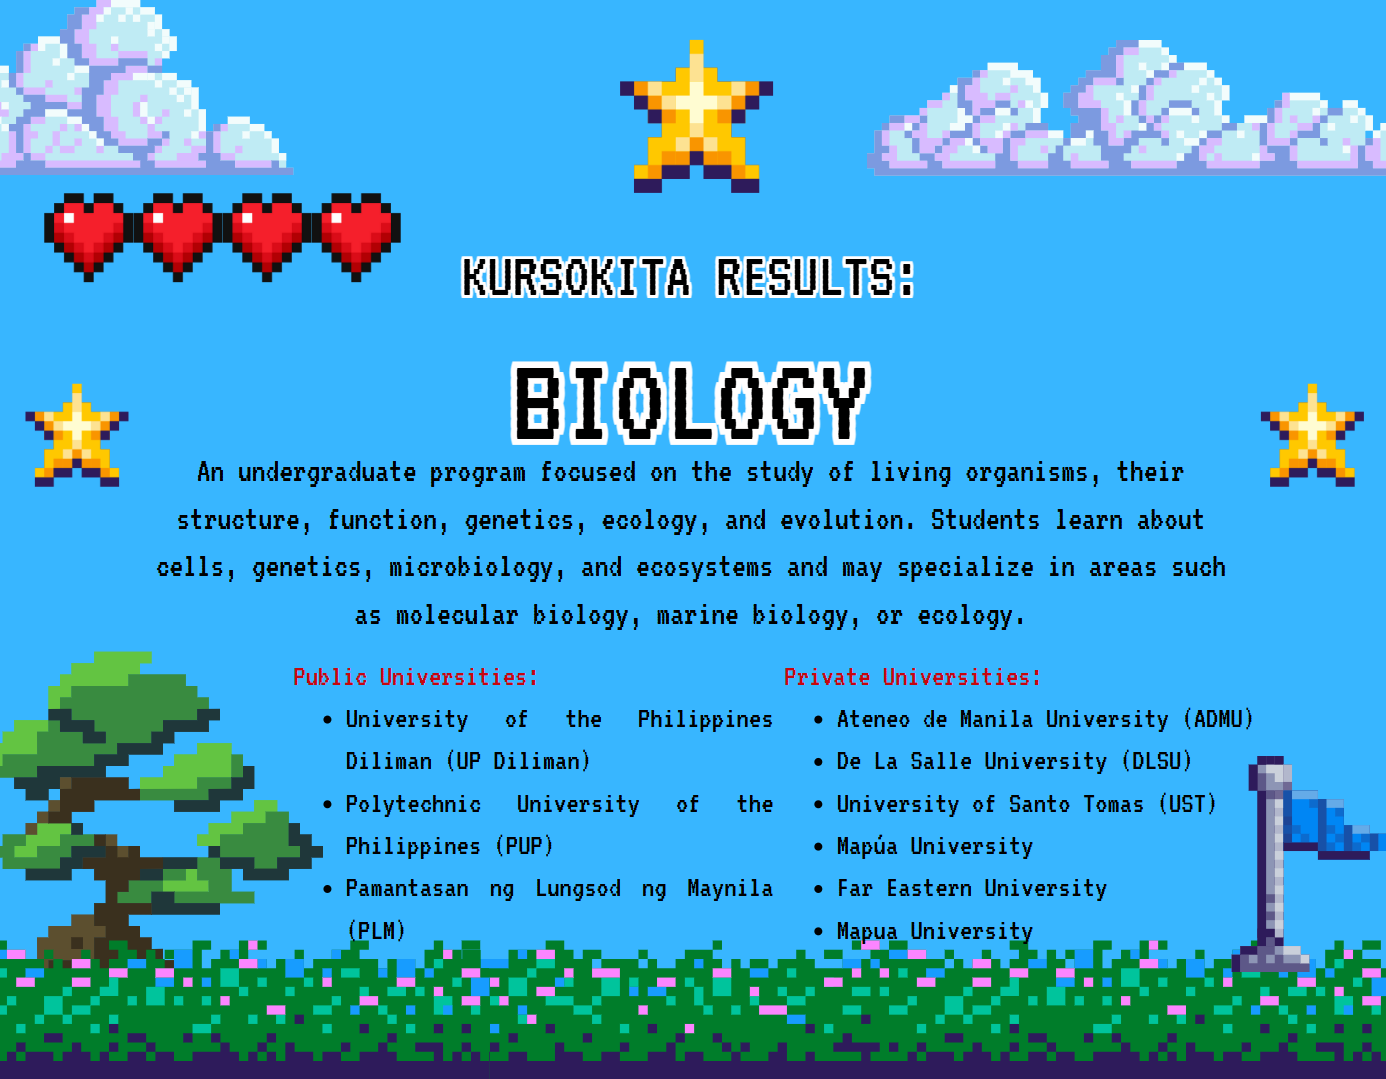 KURSOKITA RESULTS:
BIOLOGY
An undergraduate program focused on the study of living organisms, their
structure, function, genetics, ecology, and evolution. Students learn about
cells, genetics, microbiology, and ecosystems and may specialize in areas such
as molecular biology, marine biology, or ecology.
Public Universities:
• University of the Philippines
Diliman (UP Diliman)
• Polytechnic University of the
Philippines (PUP)
• Pamantasan ng Lungsod ng Maynila
(PLM)
Private Universities:
• Ateneo de Manila University (ADMU)
• De La Salle University (DLSU)
• University of Santo Tomas (UST)
• Mapúa University
• Far Eastern University
• Mapua University